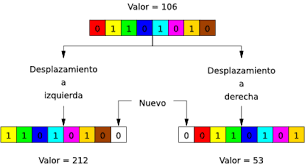 Valor = 106
0 1 1 0 1 0 1 0
Desplazamiento
a
izquierda
Desplazamiento
a
derecha
Nuevo
1 1 0 1 0 1 0 0
0 0 1 1 0 1 0 1
Valor = 212
Valor = 53